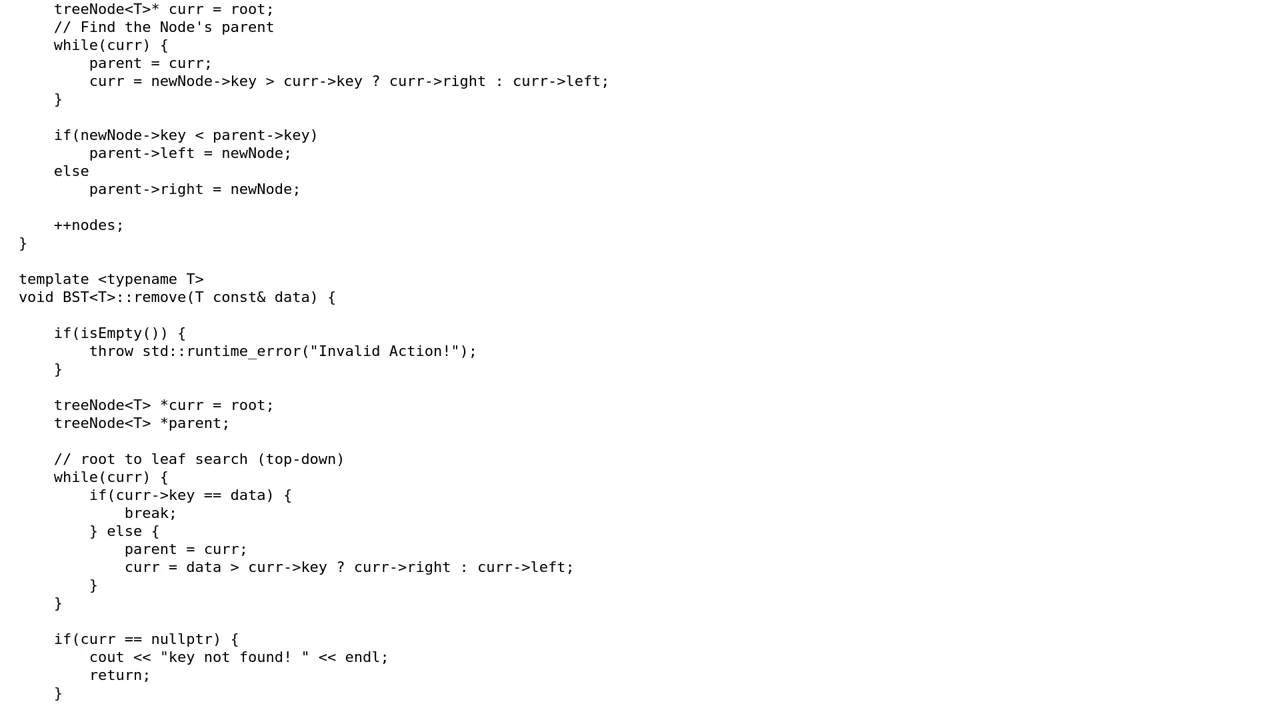 treeNode<T>* curr = root;
    // Find the Node's parent
    while(curr) {
        parent = curr;
        curr = newNode->key > curr->key ? curr->right : curr->left;
    }

    if(newNode->key < parent->key)
        parent->left = newNode;
    else
        parent->right = newNode;

    ++nodes;
}

template <typename T>
void BST<T>::remove(T const& data) {

    if(isEmpty()) {
        throw std::runtime_error("Invalid Action!");
    }

    treeNode<T> *curr = root;
    treeNode<T> *parent;

    // root to leaf search (top-down)
    while(curr) {
        if(curr->key == data) {
            break;
        } else {
            parent = curr;
            curr = data > curr->key ? curr->right : curr->left;
        }
    }

    if(curr == nullptr) {
        cout << "key not found! " << endl;
        return;
    }